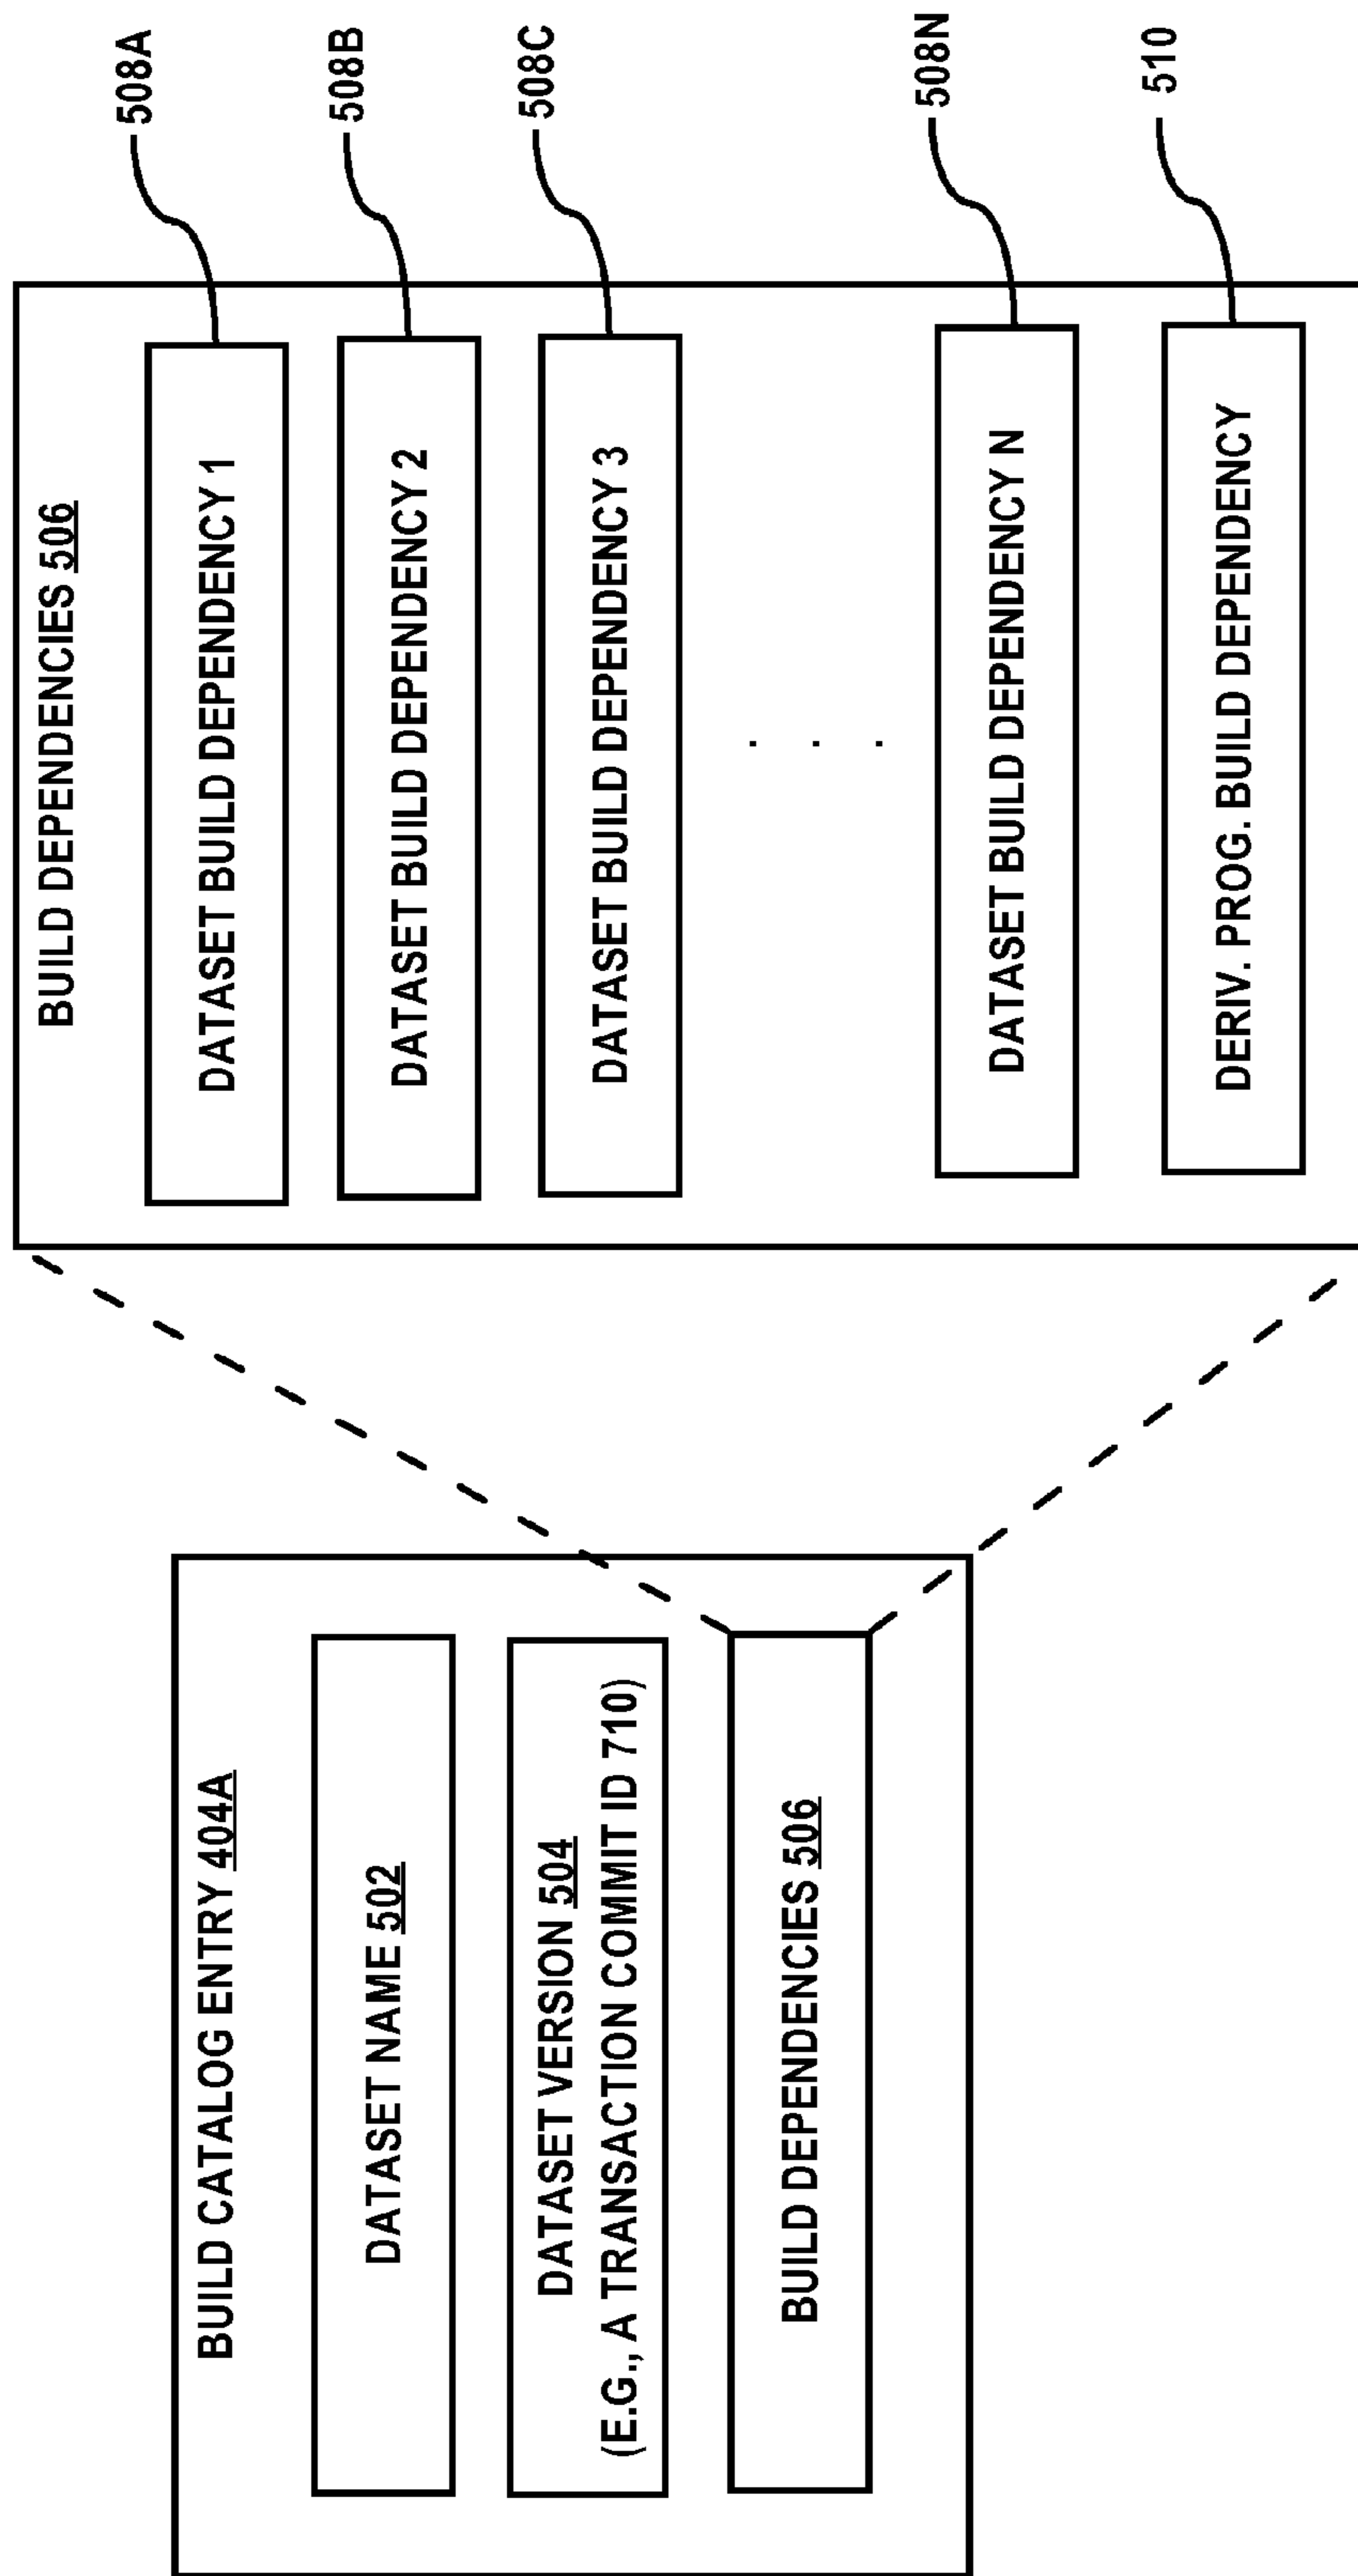 BUILD CATALOG ENTRY 404A
DATASET NAME 502
DATASET VERSION 504
(E.G., A TRANSACTION COMMIT ID 710)
BUILD DEPENDENCIES 506
BUILD DEPENDENCIES 506
DATASET BUILD DEPENDENCY 1
508A
DATASET BUILD DEPENDENCY 2
508B
DATASET BUILD DEPENDENCY 3
508C
. . .
DATASET BUILD DEPENDENCY N
508N
DERIV. PROG. BUILD DEPENDENCY
510